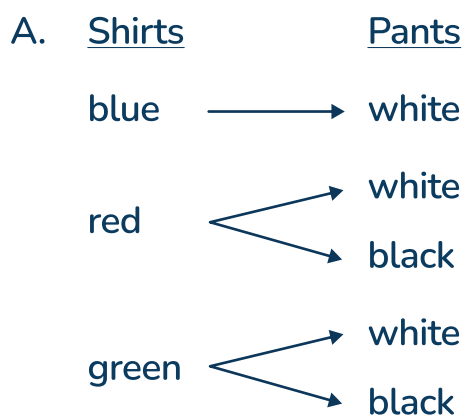 A. Shirts Pants
blue white
white
red
black
white
green
black